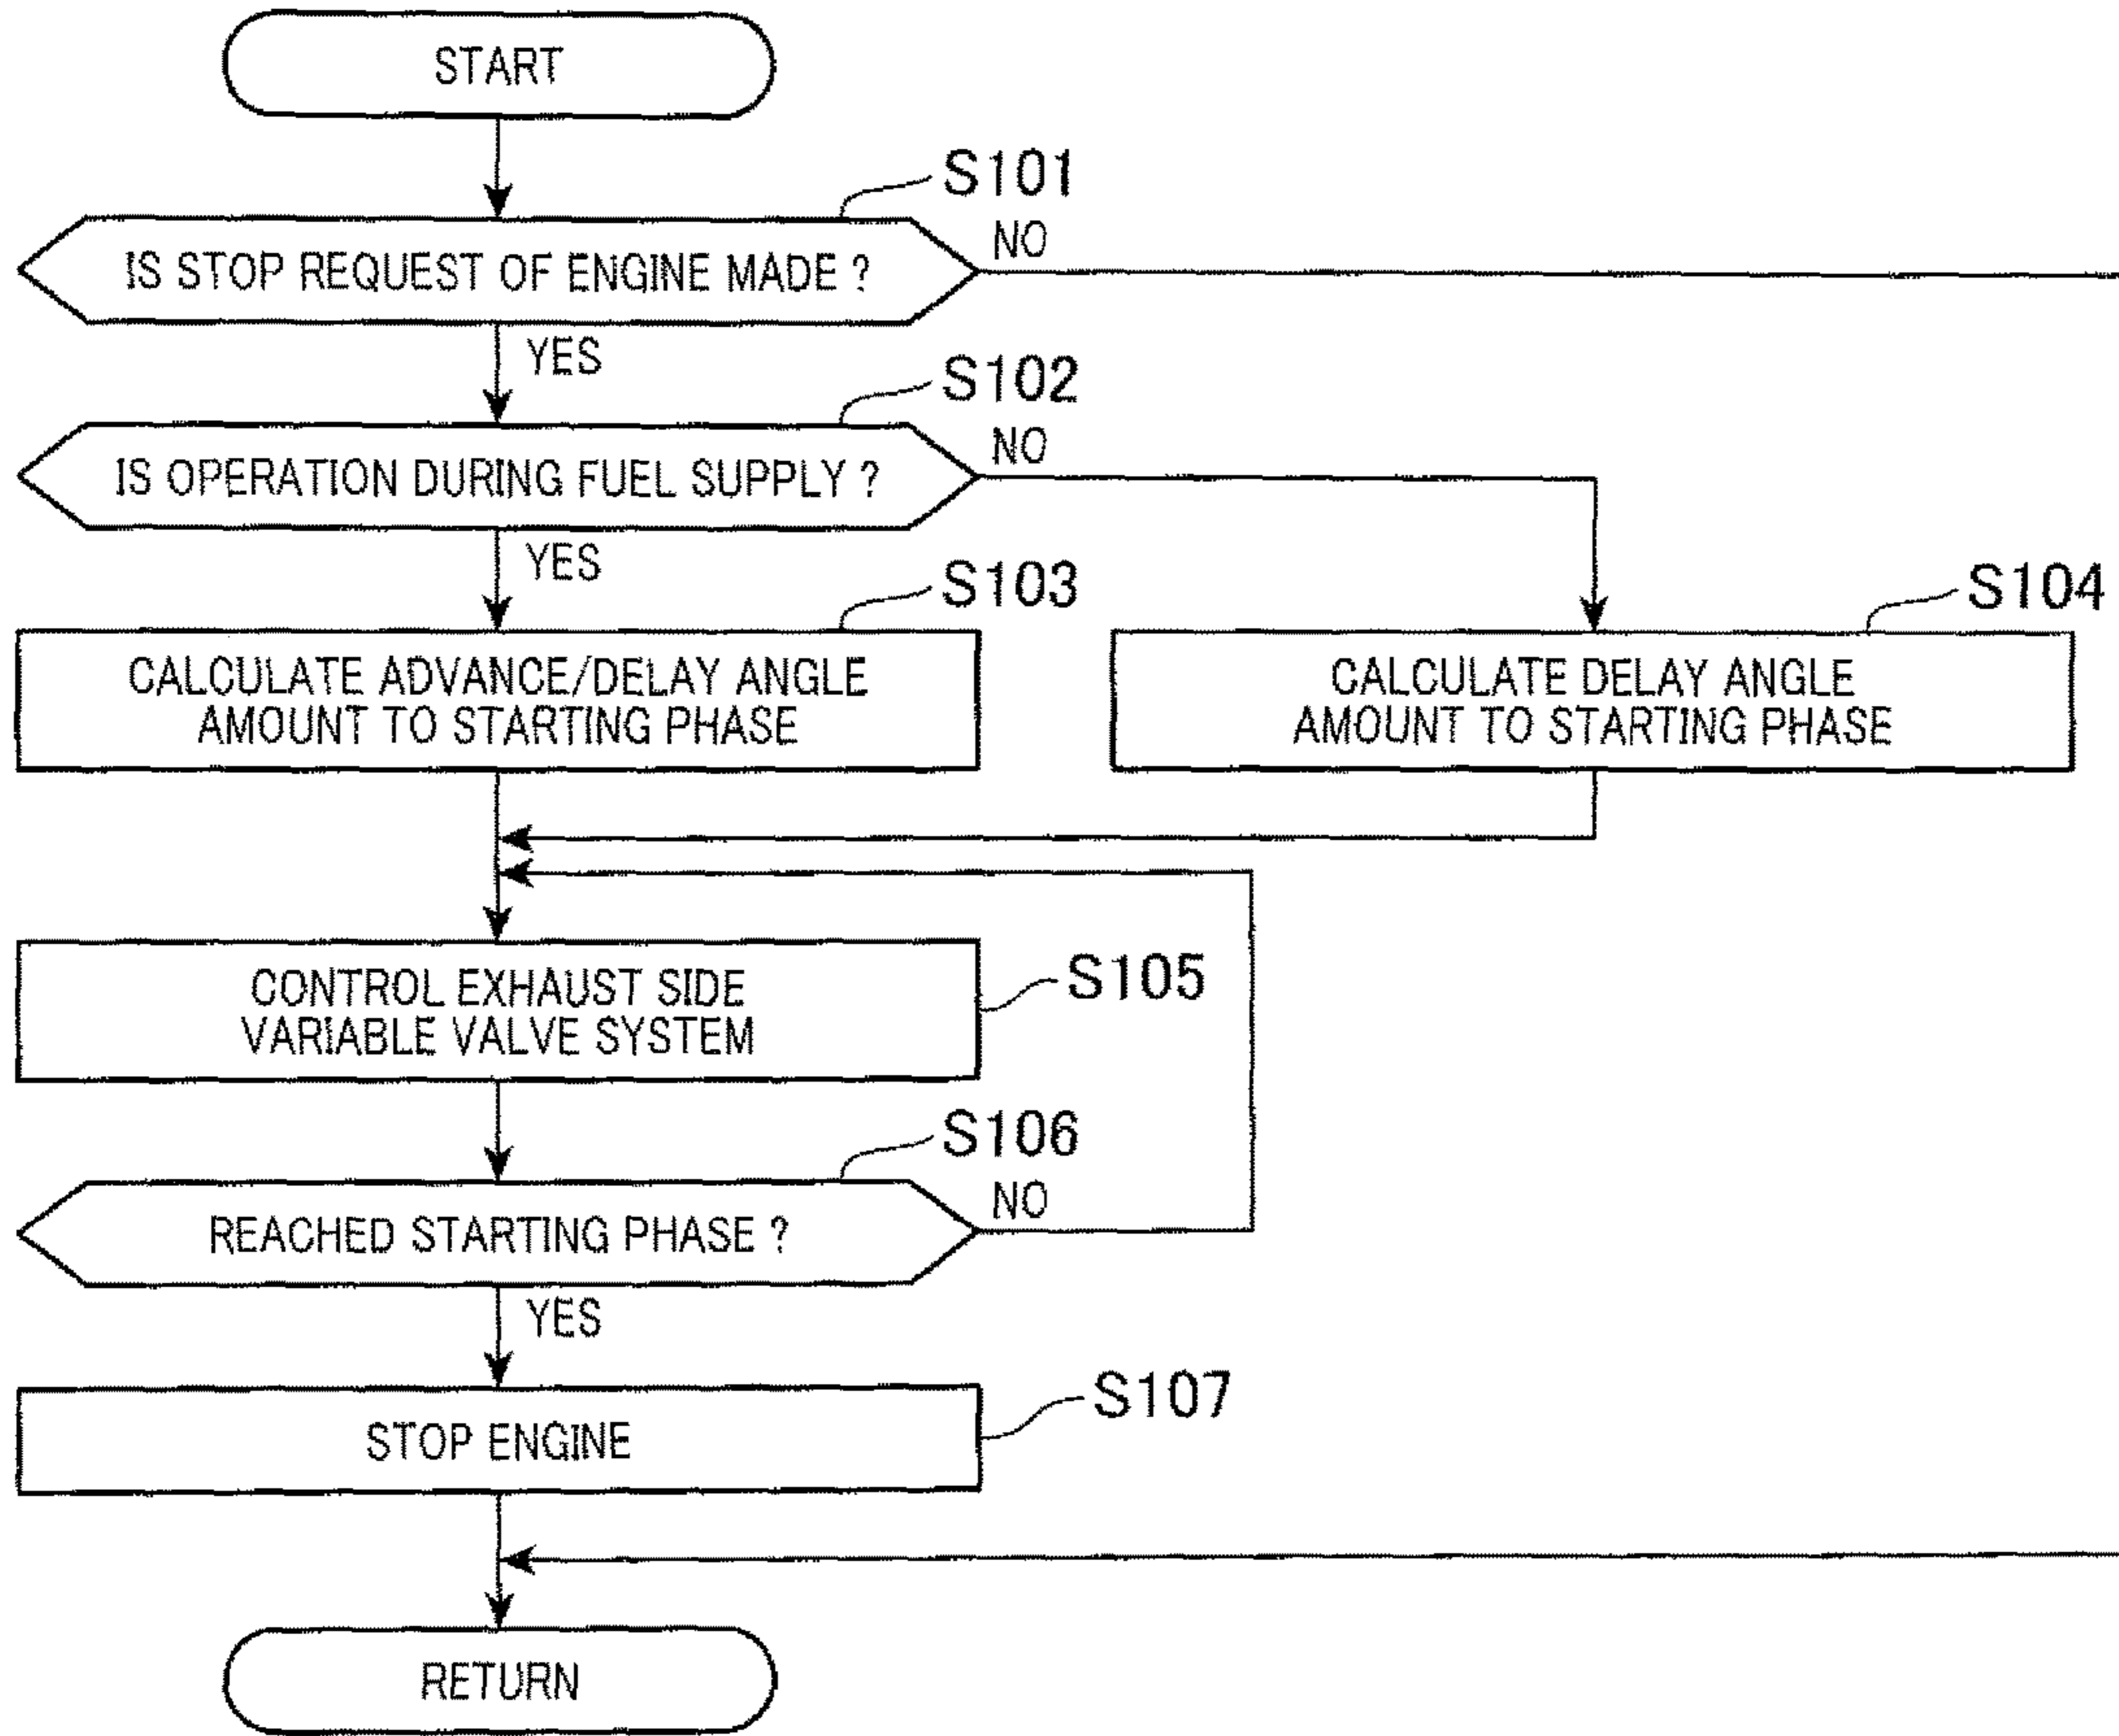 START
S101
IS STOP REQUEST OF ENGINE MADE ?
NO
YES
S102
IS OPERATION DURING FUEL SUPPLY ?
NO
YES
S103
CALCULATE ADVANCE/DELAY ANGLE
AMOUNT TO STARTING PHASE
S104
CALCULATE DELAY ANGLE
AMOUNT TO STARTING PHASE
CONTROL EXHAUST SIDE
VARIABLE VALVE SYSTEM
S105
S106
REACHED STARTING PHASE ?
NO
YES
STOP ENGINE
S107
RETURN